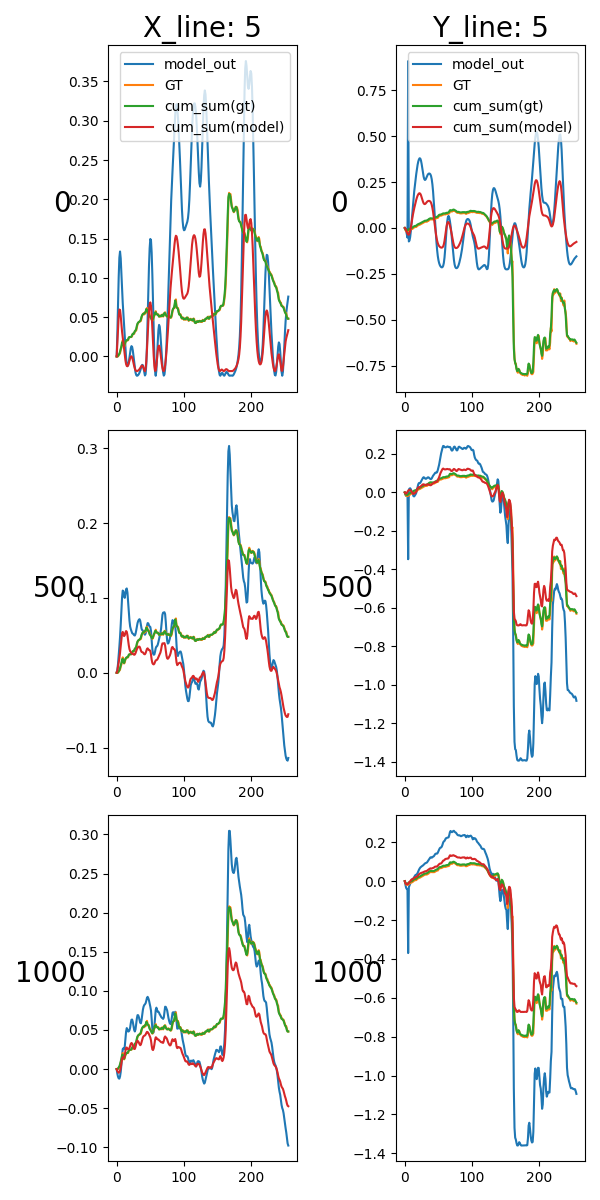 X_line: 5 Y_line: 5
model_out model_out
GT GT
cum_sum(gt) cum_sum(gt)
cum_sum(model) cum_sum(model)
0.35 0.75
0.30 0.50
0.25 0.25
0 0.20 0 0.00
0.15 −0.25
0.10 −0.50
0.05 −0.75
0.00
0 100 200 0 100 200
0.3 0.2
0.2 0.0
−0.2
−0.4
500 0.1 500 −0.6
0.0 −0.8
−1.0
−0.1 −1.2
−1.4
0 100 200 0 100 200
0.30 0.2
0.25 0.0
0.20 −0.2
0.15 −0.4
1000 0.10 1000 −0.6
0.05 −0.8
0.00 −1.0
−0.05 −1.2
−0.10 −1.4
0 100 200 0 100 200